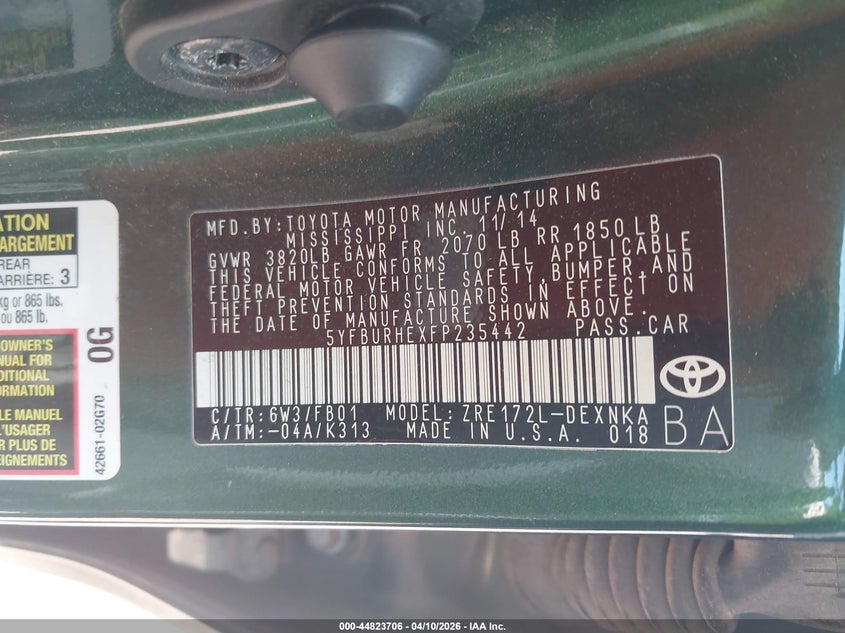 ATION
ARGEMENT
REAR
ARRIÈRE: 3
kg or 865 lbs.
ou 865 lb.
OWNER'S
MANUAL FOR
DITIONAL
FORMATION
LE MANUEL
L'USAGER
R PLUS DE
EIGNEMENTS
0G
42661-02G70
MFD.BY:TOYOTA MOTOR MANUFACTURING
MISSISSIPPI INC. 11/14
GVWR 3820LB GAWR FR 2070 LB RR 1850 LB
THIS VEHICLE CONFORMS TO ALL APPLICABLE
FEDERAL MOTOR VEHICLE SAFETY,BUMPER,AND
THEFT PREVENTION STANDARDS IN EFFECT ON
THE DATE OF MANUFACTURE SHOWN ABOVE.
5YFBURHEXFP235442 PASS.CAR
C/TR:6W3/FB01 MODEL:ZRE172L-DEXNKA
A/TM:-04A/K313 MADE IN U.S.A. 018
BA
000-44823706 - 04/10/2026 - IAA Inc.